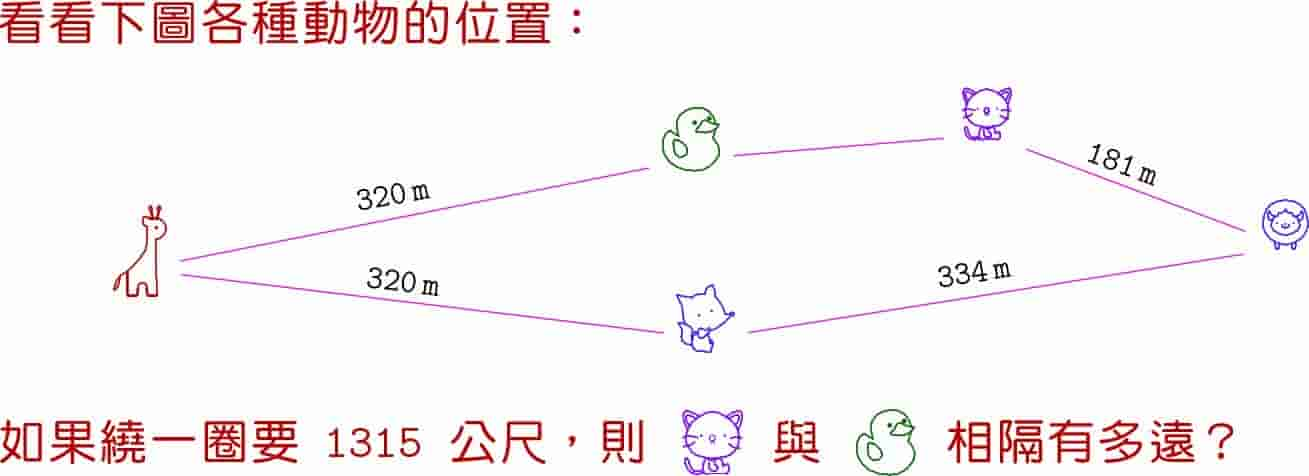 看看下圖各種動物的位置：
320 m
181 m
320 m
334 m
如果繞一圈要 1315 公尺，則 與 相隔有多遠？